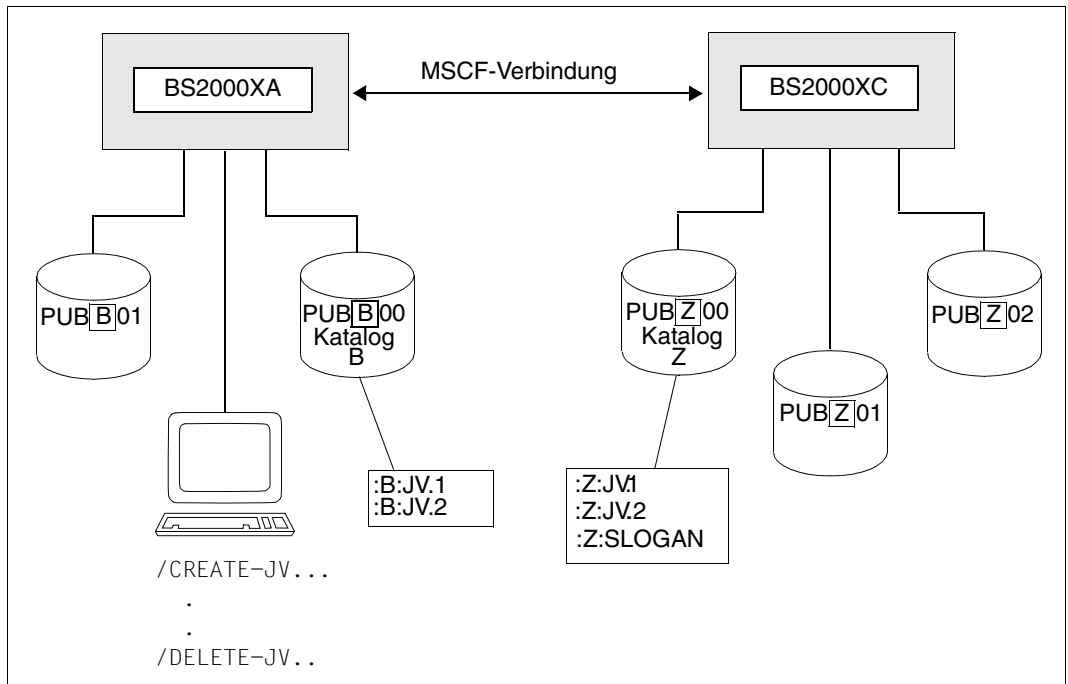 BS2000XA
MSCF-Verbindung
BS2000XC
PUB B 01
PUB B 00
Katalog
B
PUB Z 00
Katalog
Z
PUB Z 01
PUB Z 02
:B:JV.1
:B:JV.2
:Z:JV.1
:Z:JV.2
:Z:SLOGAN
/CREATE-JV...
.
.
/DELETE-JV..